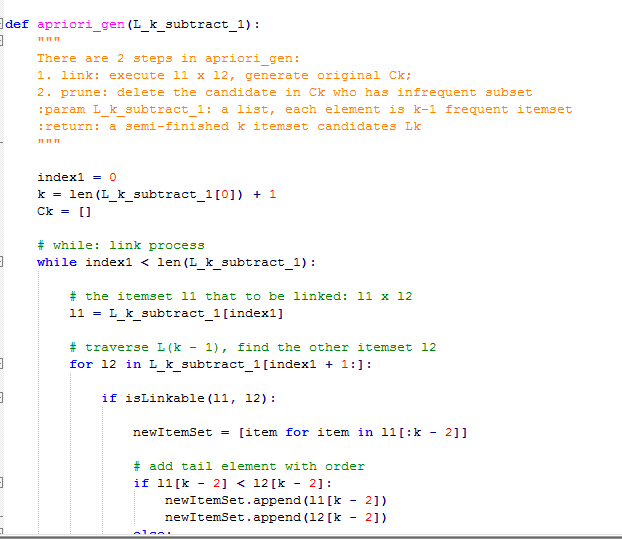 def apriori_gen(L_k_subtract_1):
    """
    There are 2 steps in apriori_gen:
    1. link: execute l1 x l2, generate original Ck;
    2. prune: delete the candidate in Ck who has infrequent subset
    :param L_k_subtract_1: a list, each element is k-1 frequent itemset
    :return: a semi-finished k itemset candidates Lk
    """
    index1 = 0
    k = len(L_k_subtract_1[0]) + 1
    Ck = []
    # while: link process
    while index1 < len(L_k_subtract_1):
        # the itemset l1 that to be linked: l1 x l2
        l1 = L_k_subtract_1[index1]
        # traverse L(k - 1), find the other itemset l2
        for l2 in L_k_subtract_1[index1 + 1:]:
            if isLinkable(l1, l2):
                newItemSet = [item for item in l1[:k - 2]]
                # add tail element with order
                if l1[k - 2] < l2[k - 2]:
                    newItemSet.append(l1[k - 2])
                    newItemSet.append(l2[k - 2])
                else: